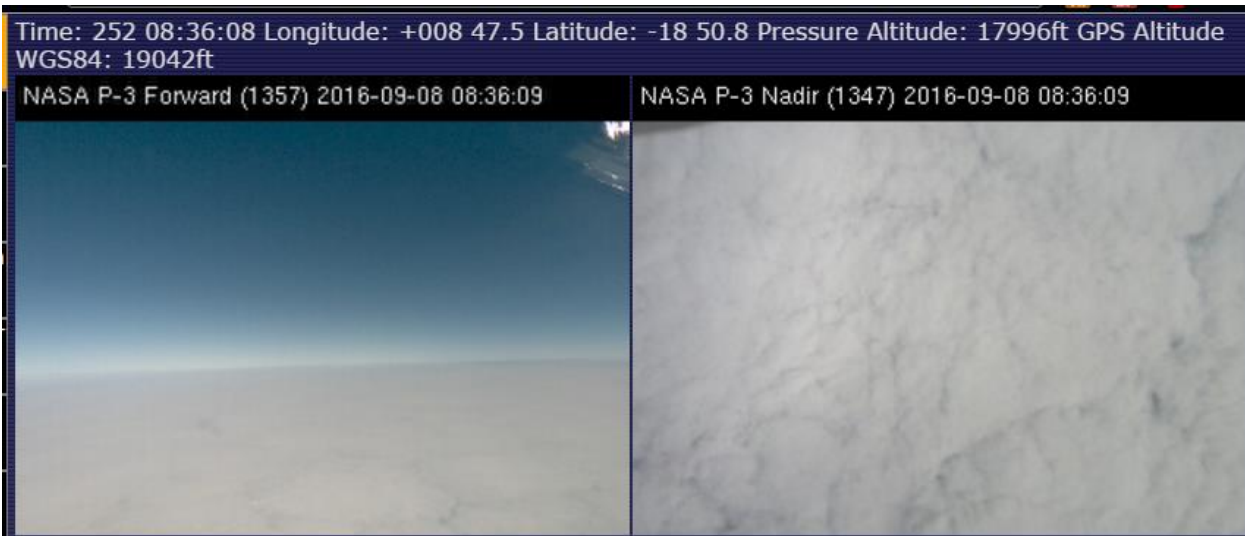 Time: 252 08:36:08 Longitude: +008 47.5 Latitude: -18 50.8 Pressure Altitude: 17996ft GPS Altitude
WGS84: 19042ft
NASA P-3 Forward (1357) 2016-09-08 08:36:09
NASA P-3 Nadir (1347) 2016-09-08 08:36:09